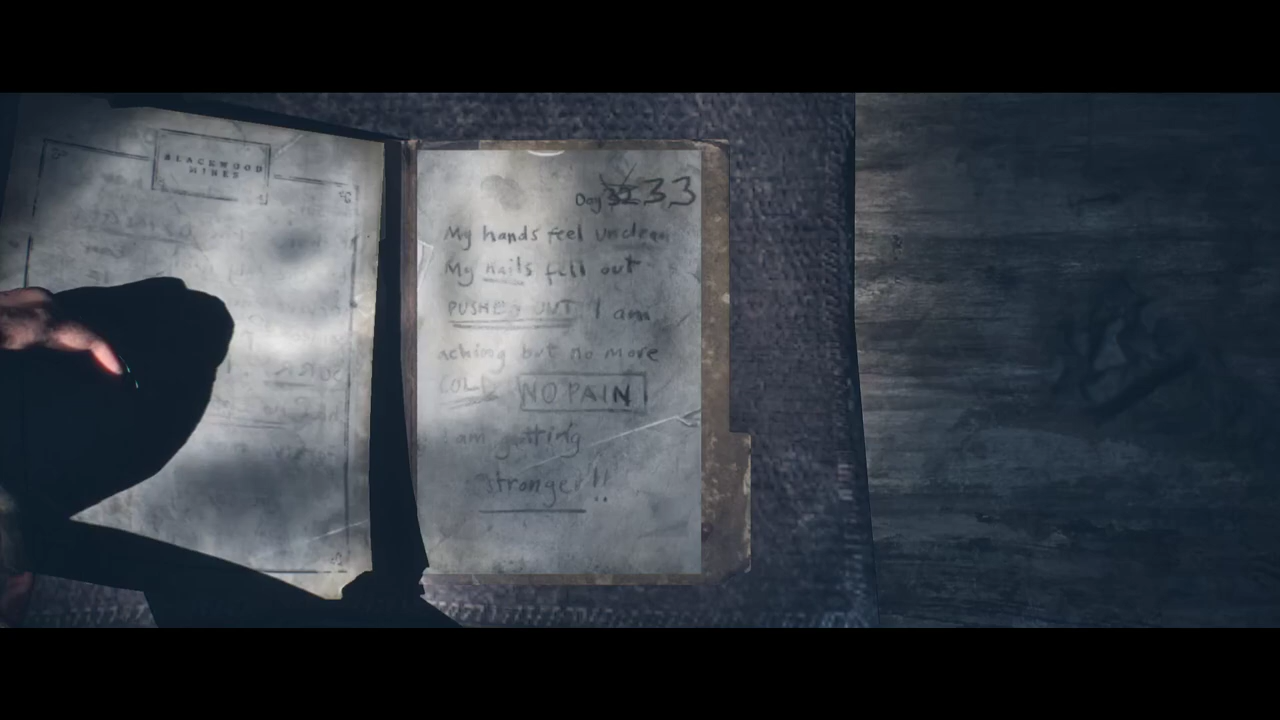 BLACKWOOD
MINES
Day 33
My hands feel unclean
My nails fell out
PUSHED OUT I am
aching but no more
COLD NO PAIN
I am getting
stronger!!